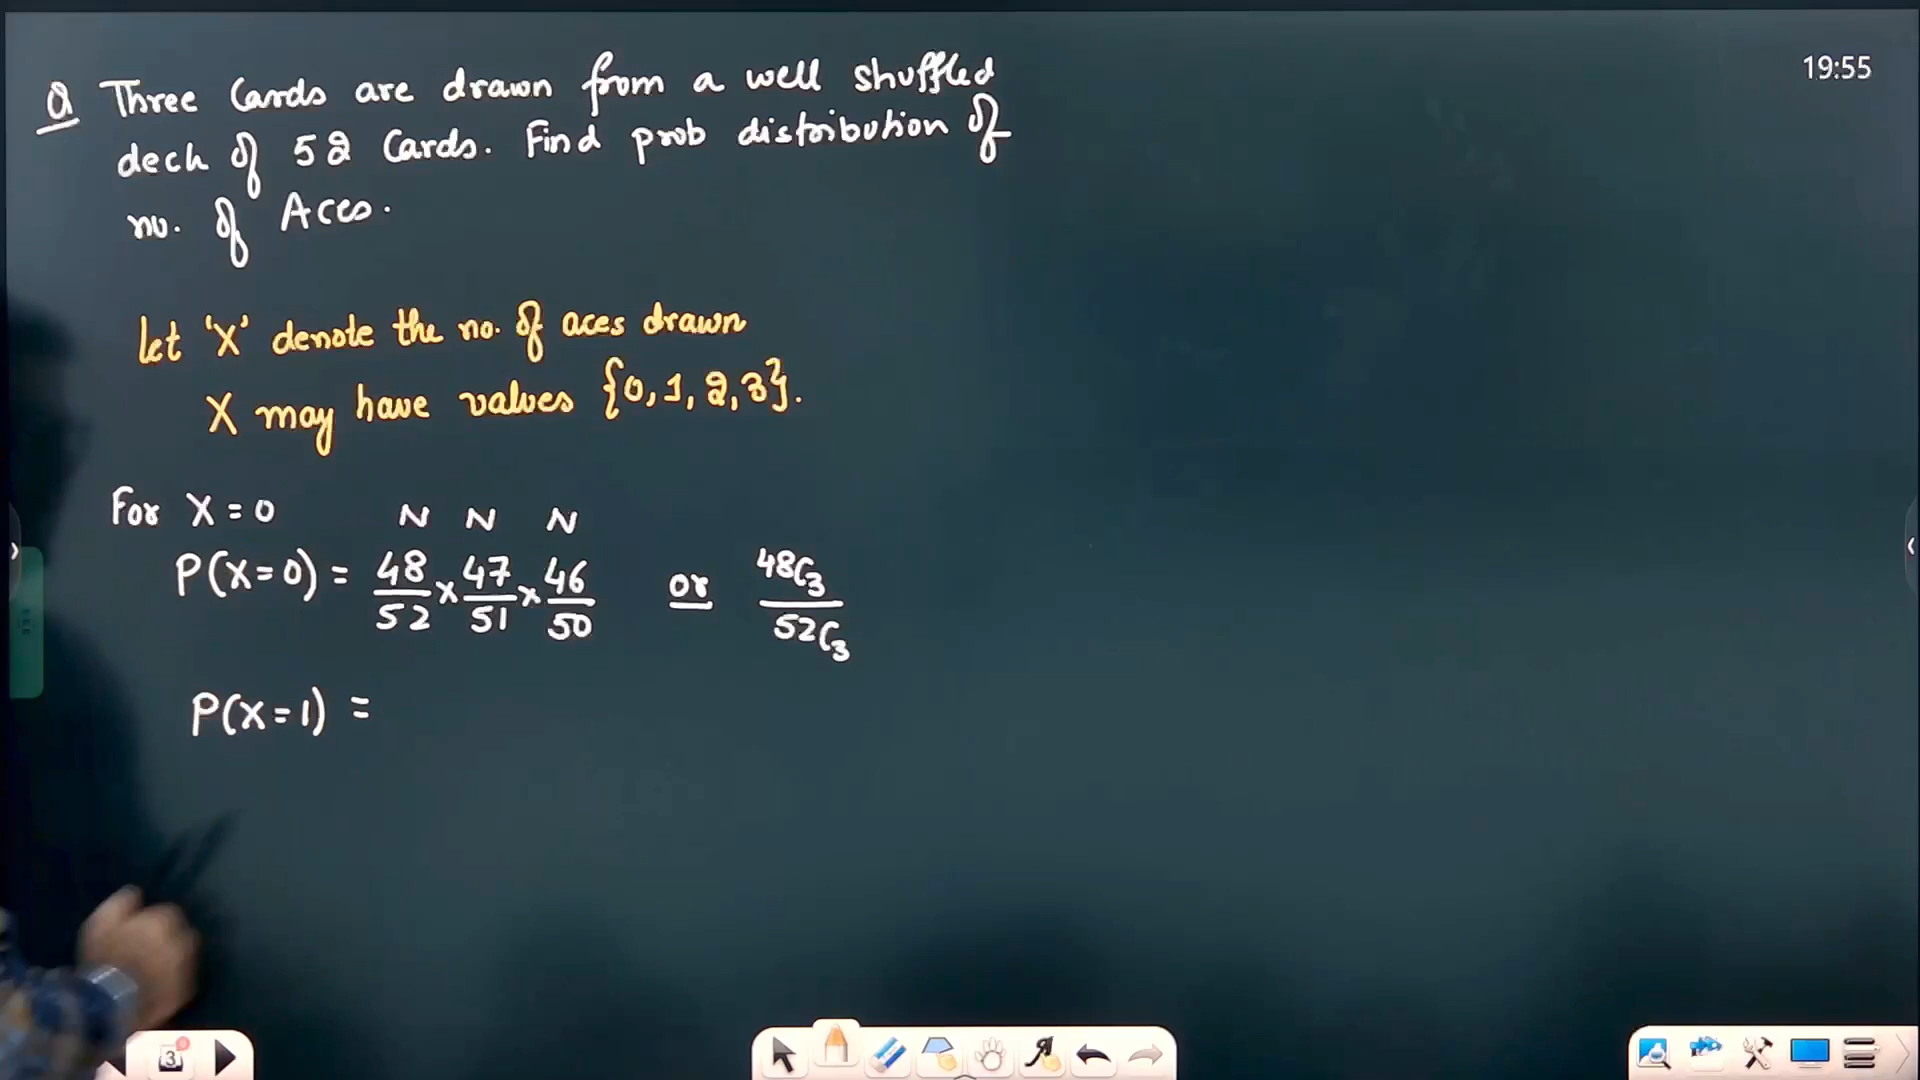 19:55
Q Three Cards are drawn from a well shuffled
deck of 52 Cards. Find prob distribution of
no. of Aces.
Let 'X' denote the no. of aces drawn
X may have values {0, 1, 2, 3}.
For X = 0 N N N
P(X=0) = 48/52 × 47/51 × 46/50 or 48C3/52C3
P(X=1) =
3